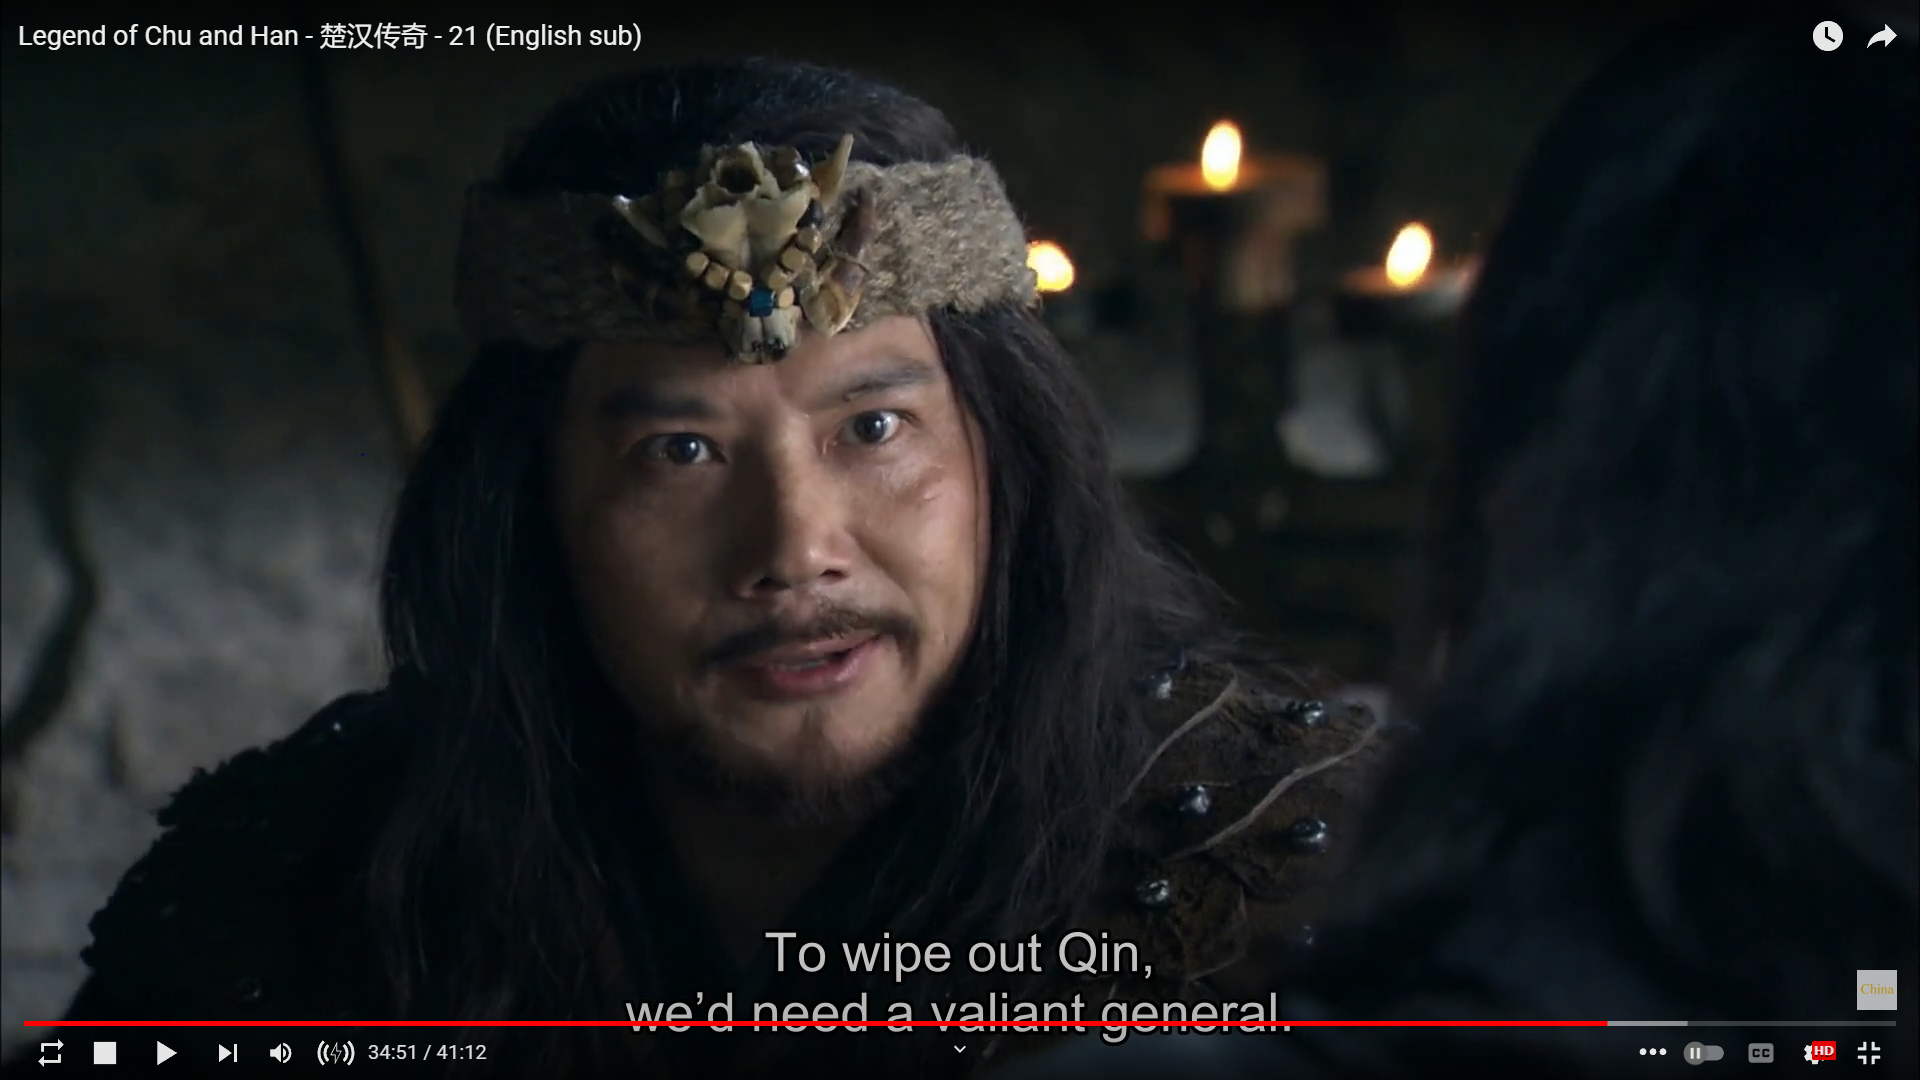 Legend of Chu and Han - 楚汉传奇 - 21 (English sub)
To wipe out Qin,
we’d need a valiant general.
China
34:51 / 41:12
CC
HD